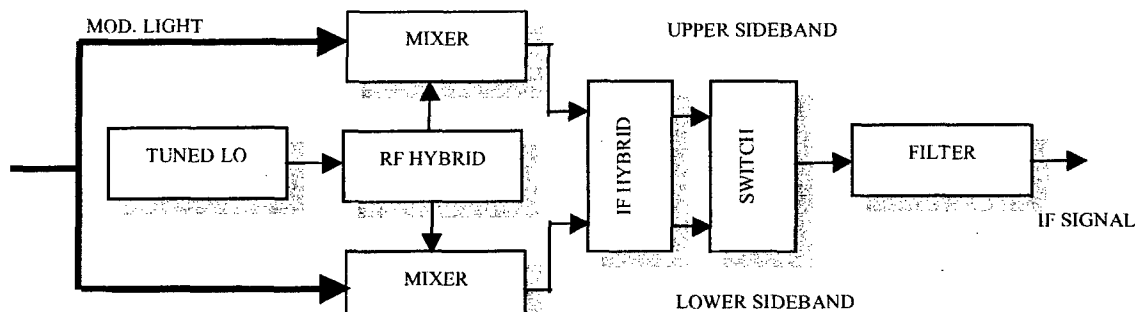 MOD. LIGHT
MIXER
UPPER SIDEBAND
TUNED LO
RF HYBRID
IF HYBRID
SWITCH
FILTER
IF SIGNAL
MIXER
LOWER SIDEBAND